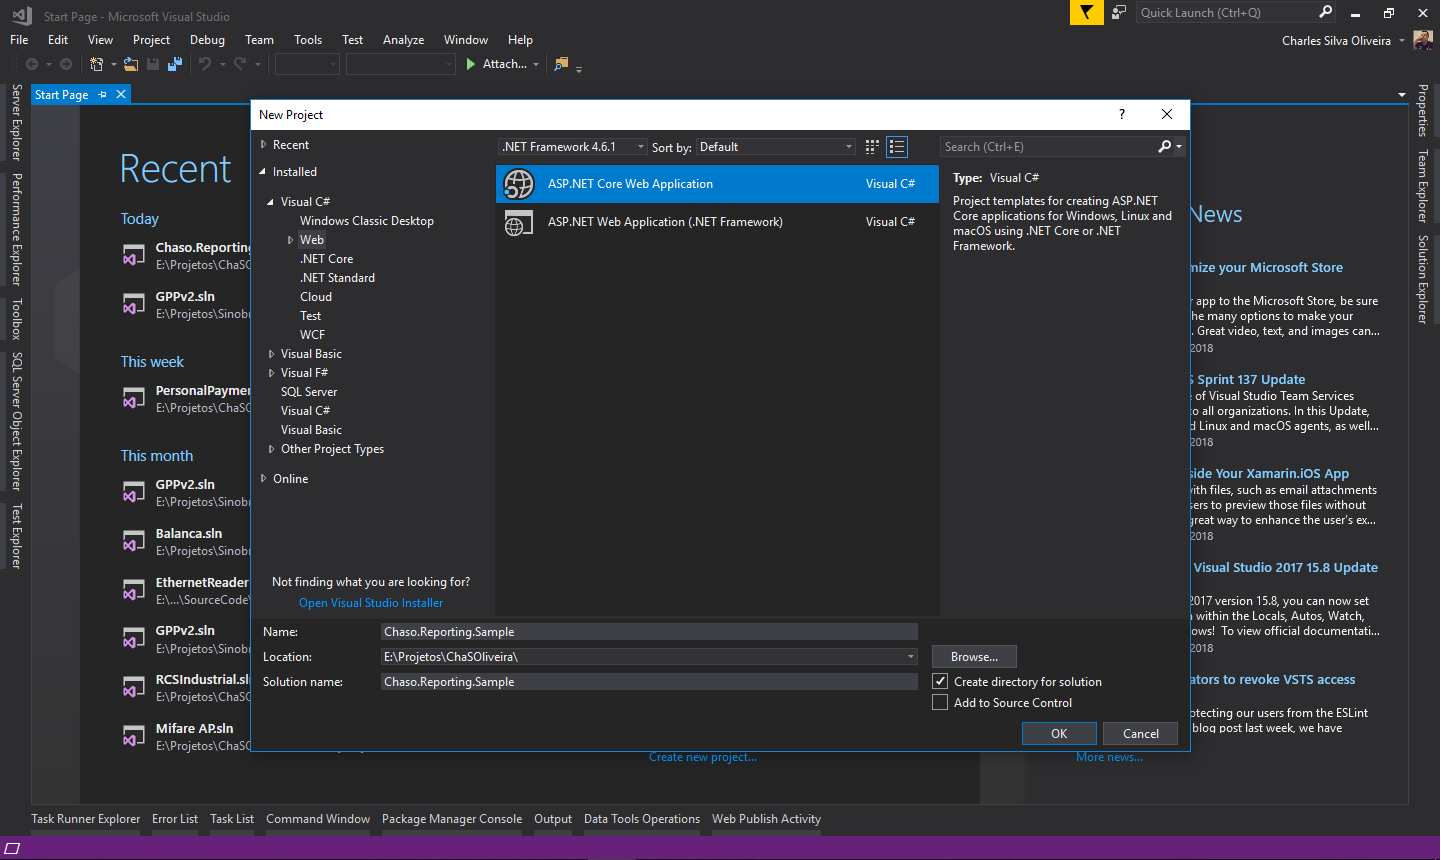 Start Page - Microsoft Visual Studio
Quick Launch (Ctrl+Q)
File Edit View Project Debug Team Tools Test Analyze Window Help
Charles Silva Oliveira
Attach...
Start Page
Server Explorer
Performance Explorer
Toolbox
SQL Server Object Explorer
Test Explorer
Recent
Today
Chaso.Reporting
E:\Projetos\ChaSO
GPPv2.sln
E:\Projetos\Sinobr
This week
PersonalPaymen
E:\Projetos\ChaSO
This month
GPPv2.sln
E:\Projetos\Sinobr
Balanca.sln
E:\Projetos\Sinobr
EthernetReader
E:\...\SourceCode\
GPPv2.sln
E:\Projetos\Sinobr
RCSIndustrial.sln
E:\Projetos\ChaSO
Mifare AP.sln
E:\Projetos\ChaSO
New Project
?
Recent
Installed
Visual C#
Windows Classic Desktop
Web
.NET Core
.NET Standard
Cloud
Test
WCF
Visual Basic
Visual F#
SQL Server
Visual C#
Visual Basic
Other Project Types
Online
Not finding what you are looking for?
Open Visual Studio Installer
.NET Framework 4.6.1
Sort by: Default
Search (Ctrl+E)
ASP.NET Core Web Application Visual C#
ASP.NET Web Application (.NET Framework) Visual C#
Type: Visual C#
Project templates for creating ASP.NET
Core applications for Windows, Linux and
macOS using .NET Core or .NET
Framework.
Name: Chaso.Reporting.Sample
Location: E:\Projetos\ChaSOliveira\
Browse...
Solution name: Chaso.Reporting.Sample
Create directory for solution
Add to Source Control
OK Cancel
Create new project...
News
mize your Microsoft Store
r app to the Microsoft Store, be sure
he many options to make your
. Great video, text, and images can...
2018
S Sprint 137 Update
e of Visual Studio Team Services
to all organizations. In this Update,
d Linux and macOS agents, as well...
2018
side Your Xamarin.iOS App
with files, such as email attachments
sers to preview those files without
great way to enhance the user's ex...
2018
Visual Studio 2017 15.8 Update
2017 version 15.8, you can now set
within the Locals, Autos, Watch,
ows! To view official documentati...
2018
ators to revoke VSTS access
otecting our users from the ESLint
blog post last week, we have
More news...
Properties
Team Explorer
Solution Explorer
Task Runner Explorer Error List Task List Command Window Package Manager Console Output Data Tools Operations Web Publish Activity